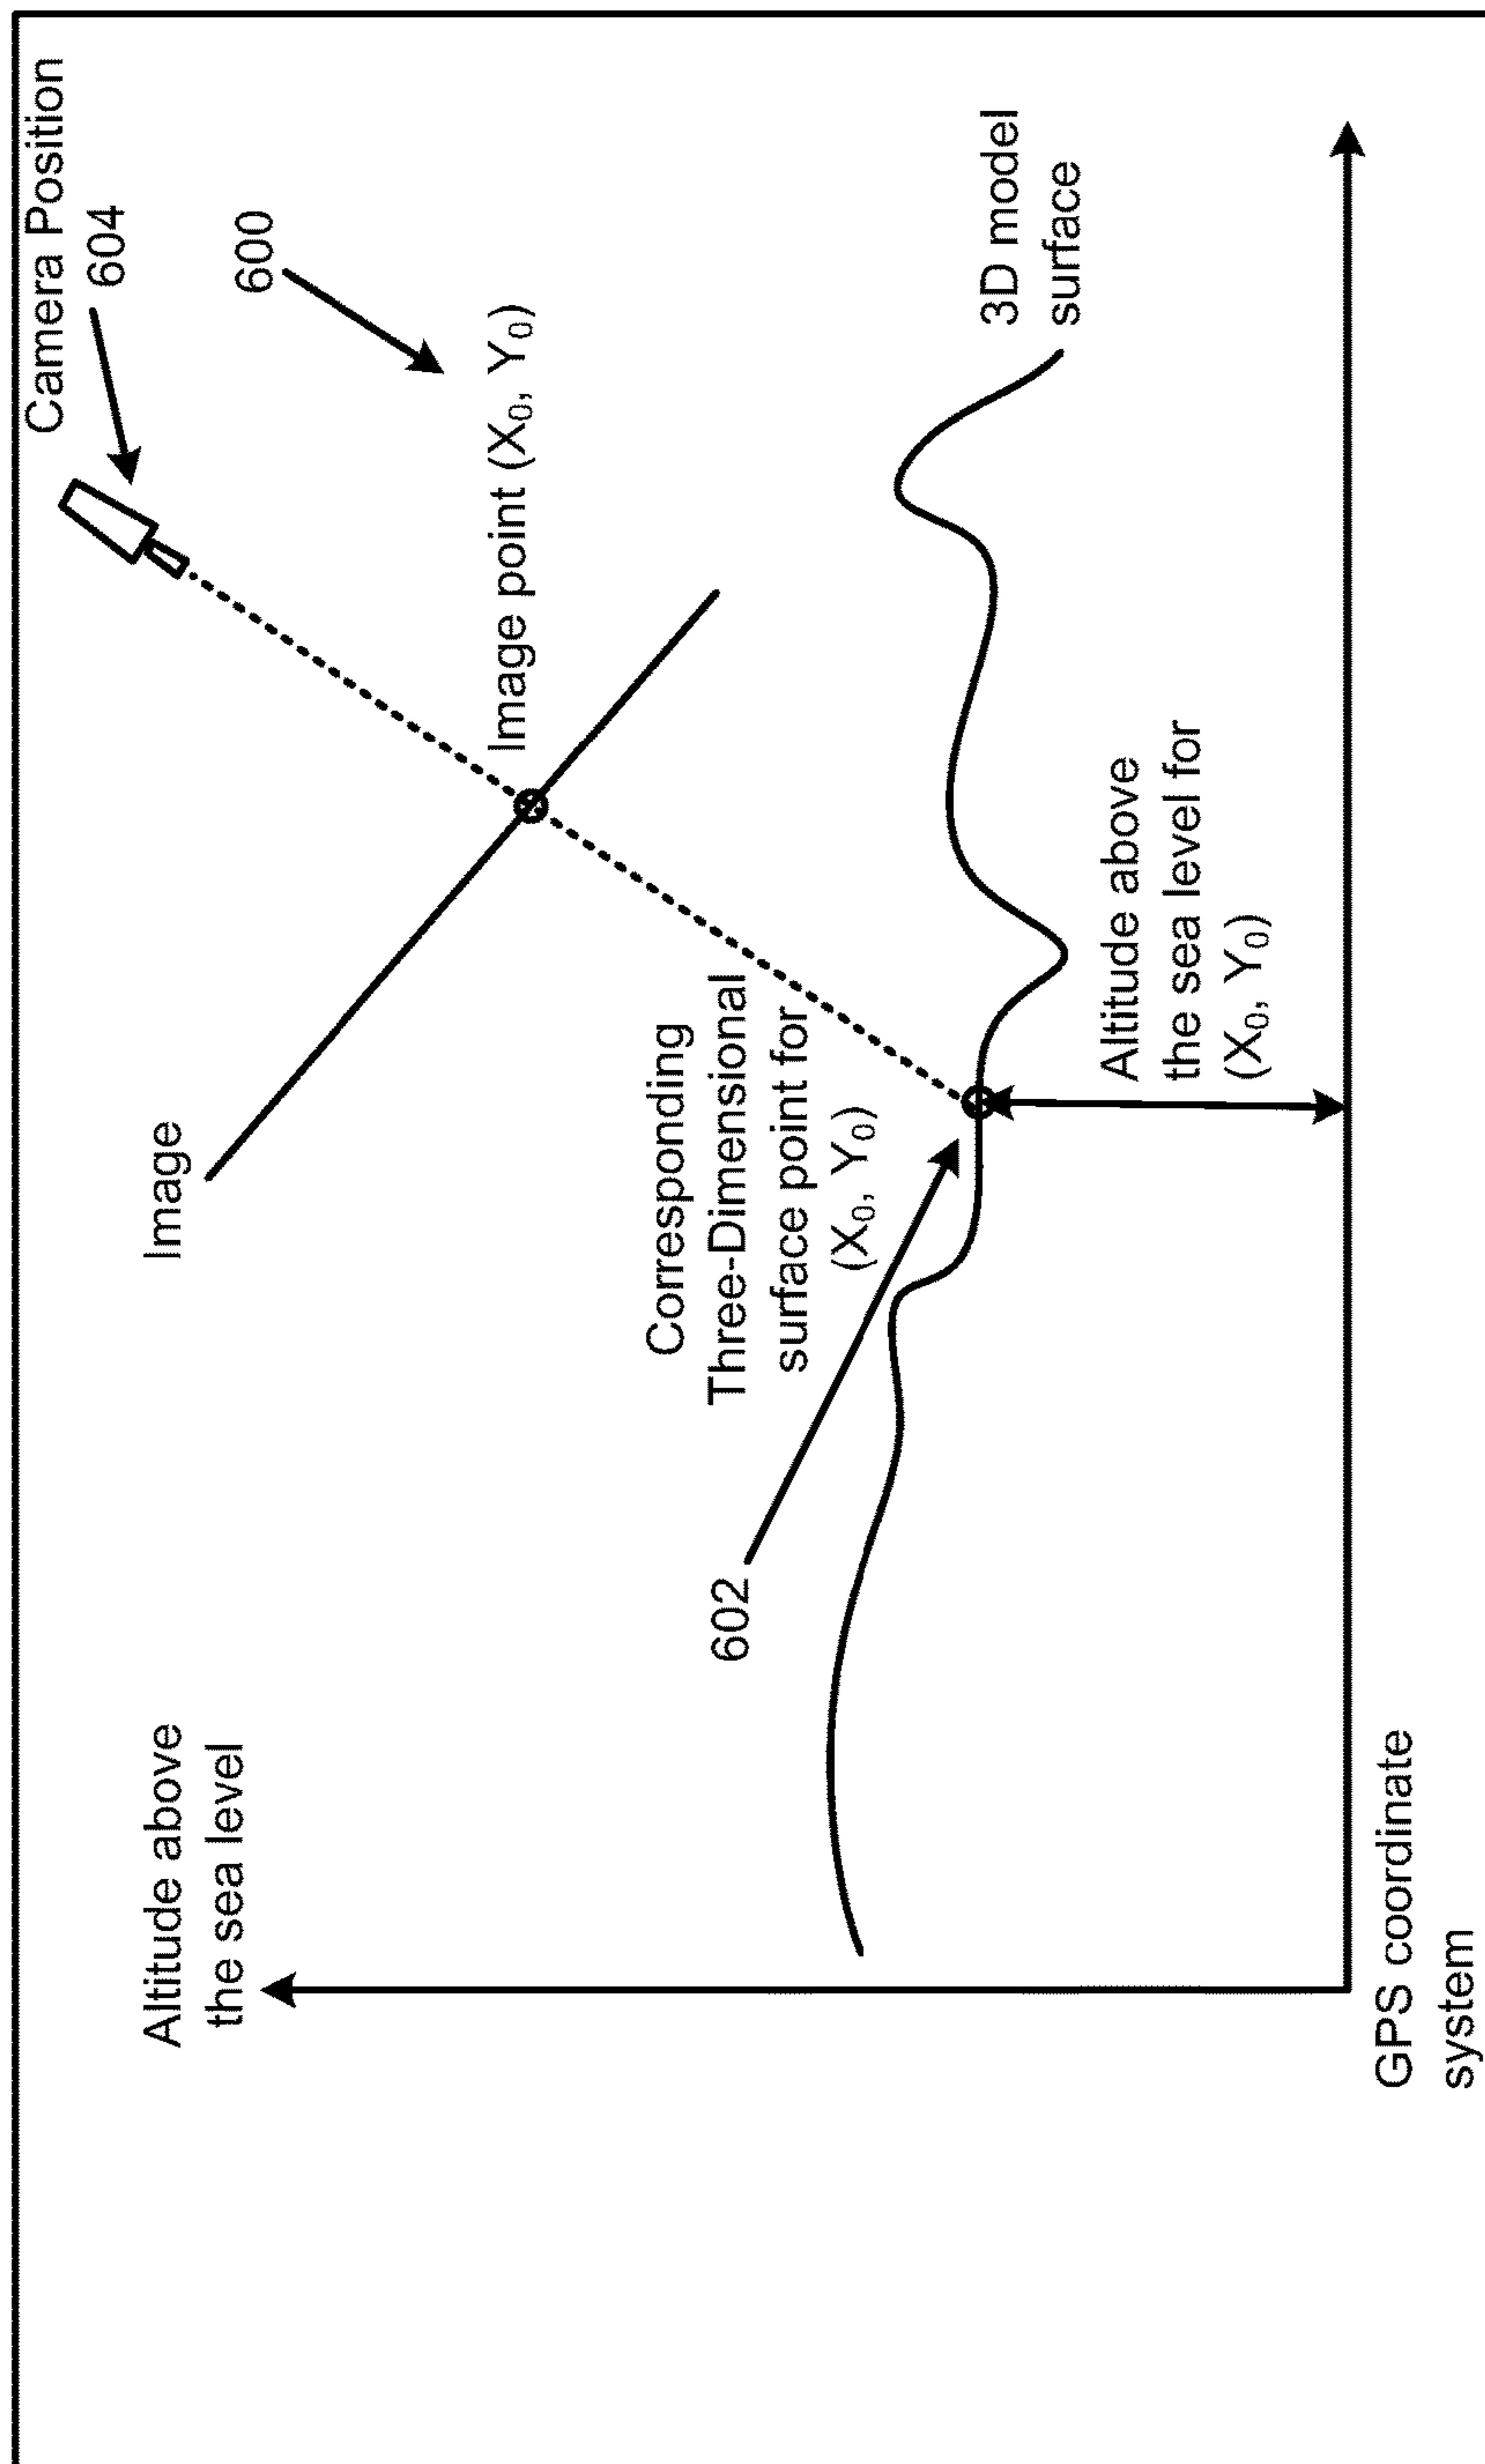 Camera Position
604
600
Altitude above
the sea level
Image
Image point (X₀, Y₀)
Corresponding
Three-Dimensional
surface point for
(X₀, Y₀)
602
3D model
surface
Altitude above
the sea level for
(X₀, Y₀)
GPS coordinate
system